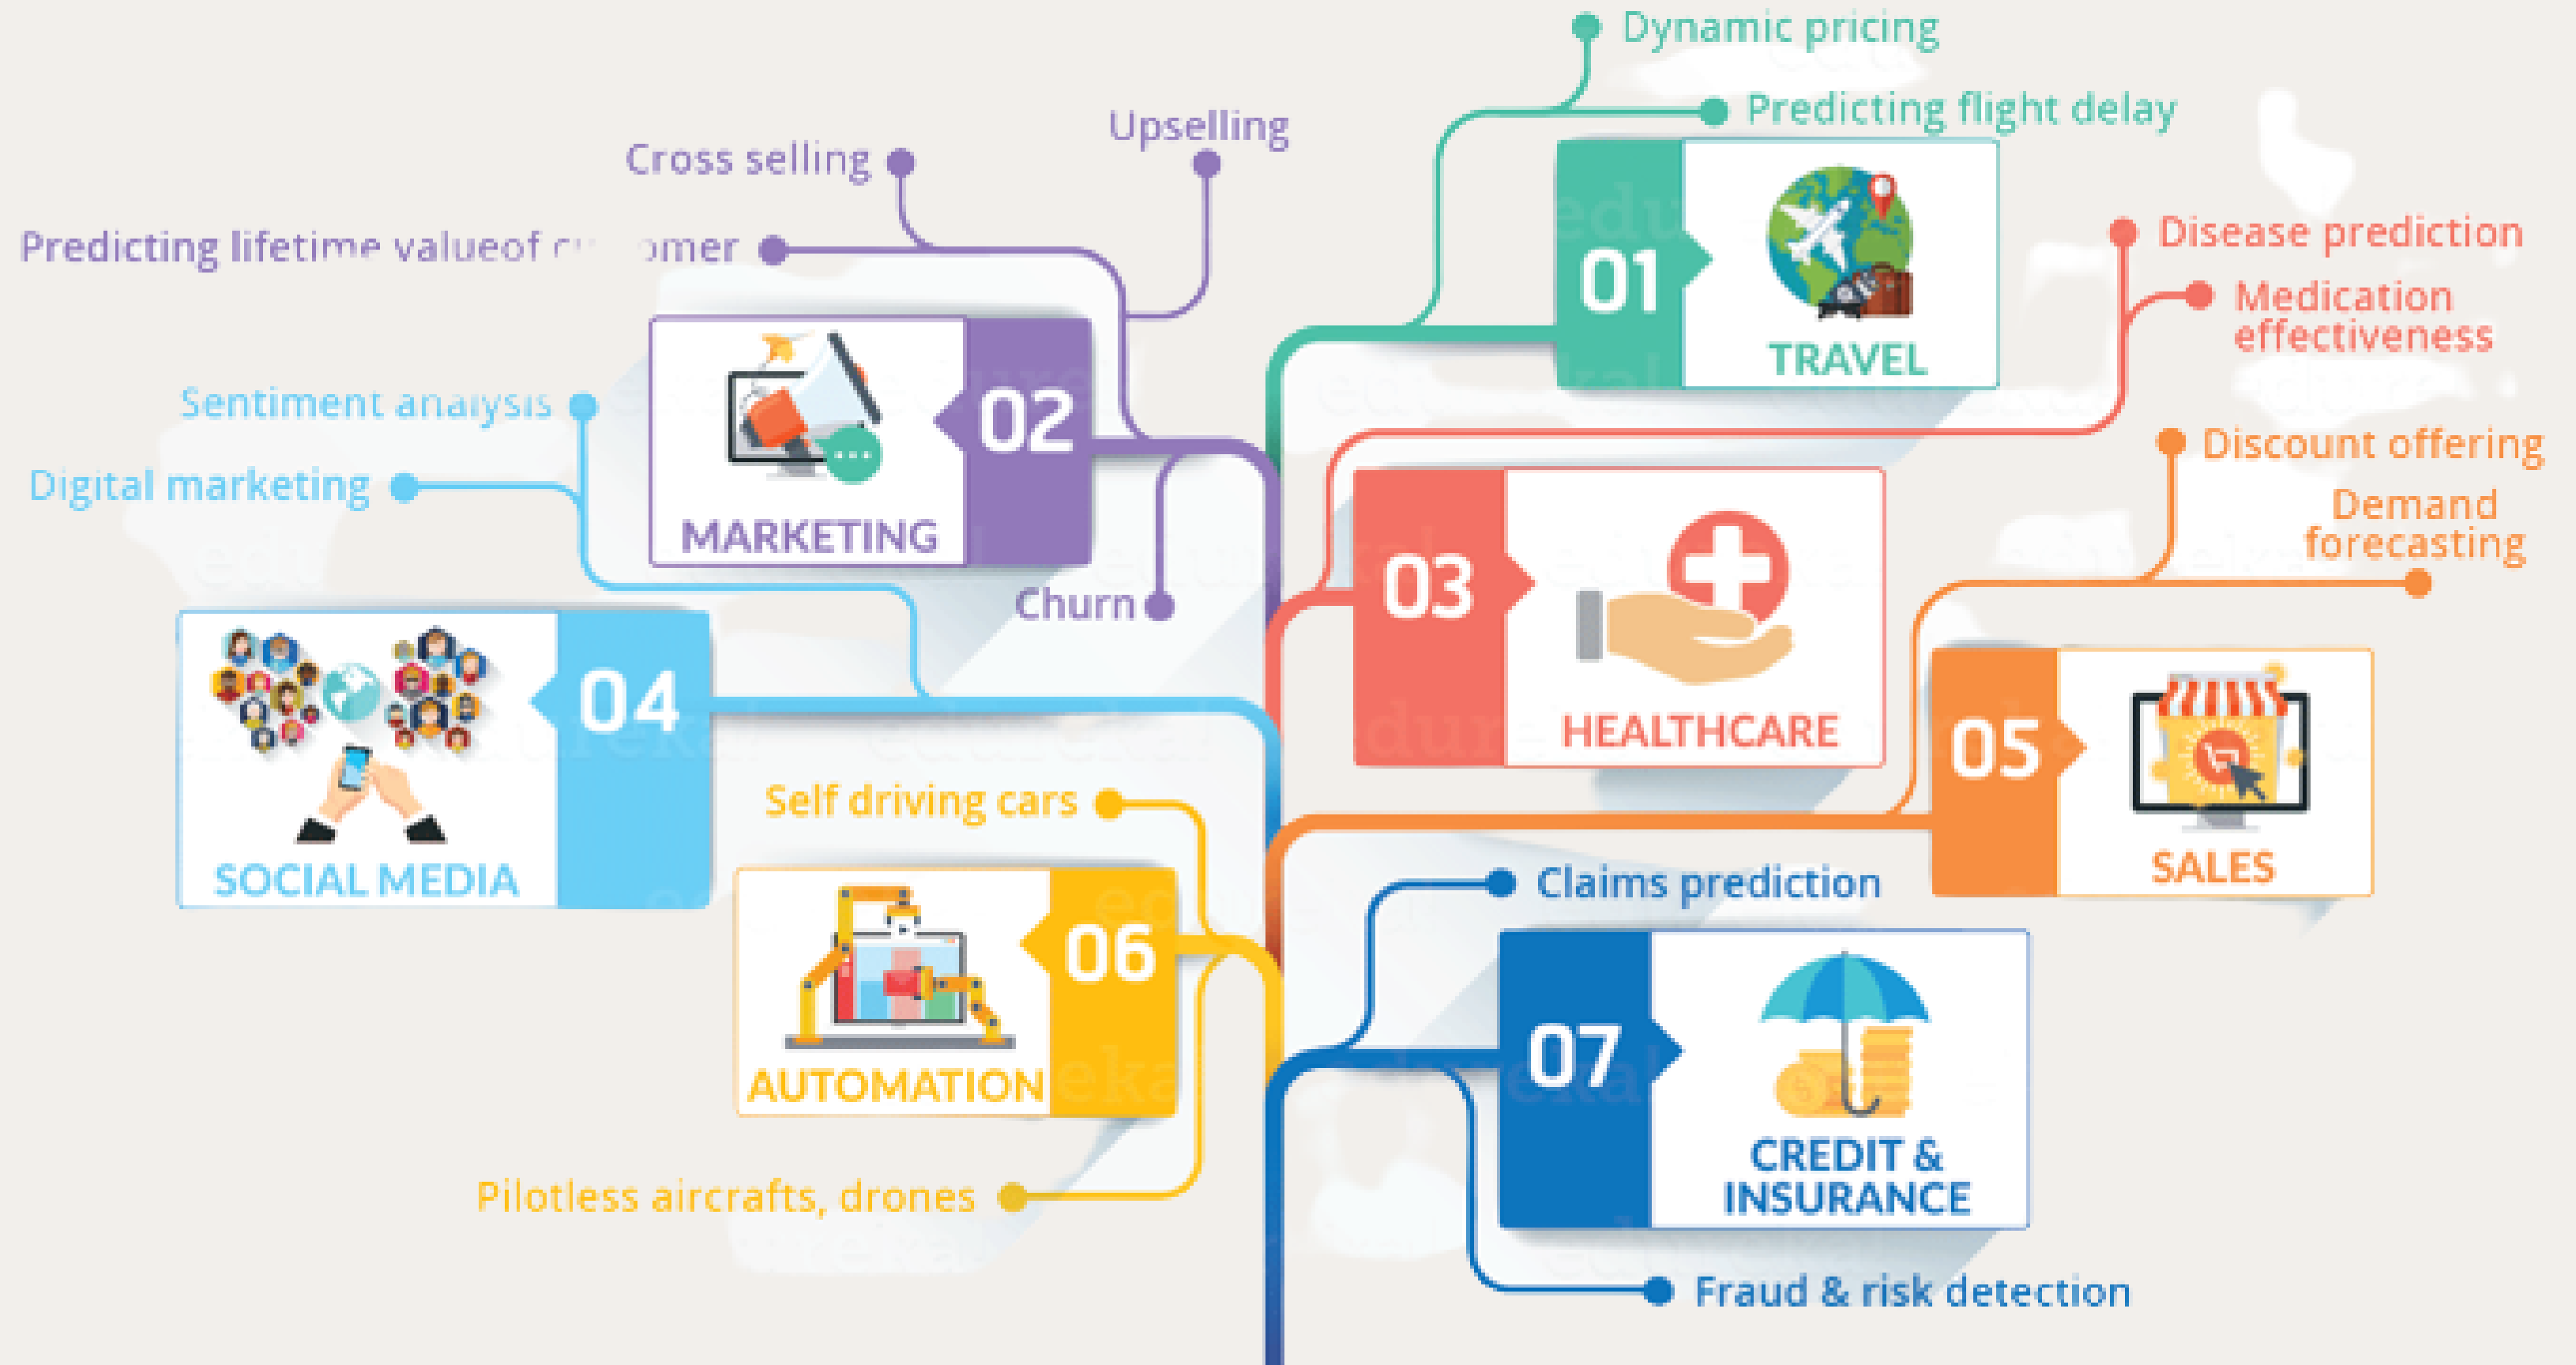 Dynamic pricing
Predicting flight delay
01
TRAVEL
Upselling
Cross selling
Predicting lifetime valueof
02
MARKETING
Churn
Disease prediction
Medication
effectiveness
03
HEALTHCARE
Sentiment analysis
Digital marketing
04
SOCIAL MEDIA
Discount offering
Demand
forecasting
05
SALES
Self driving cars
06
AUTOMATION
Pilotless aircrafts, drones
Claims prediction
07
CREDIT &
INSURANCE
Fraud & risk detection